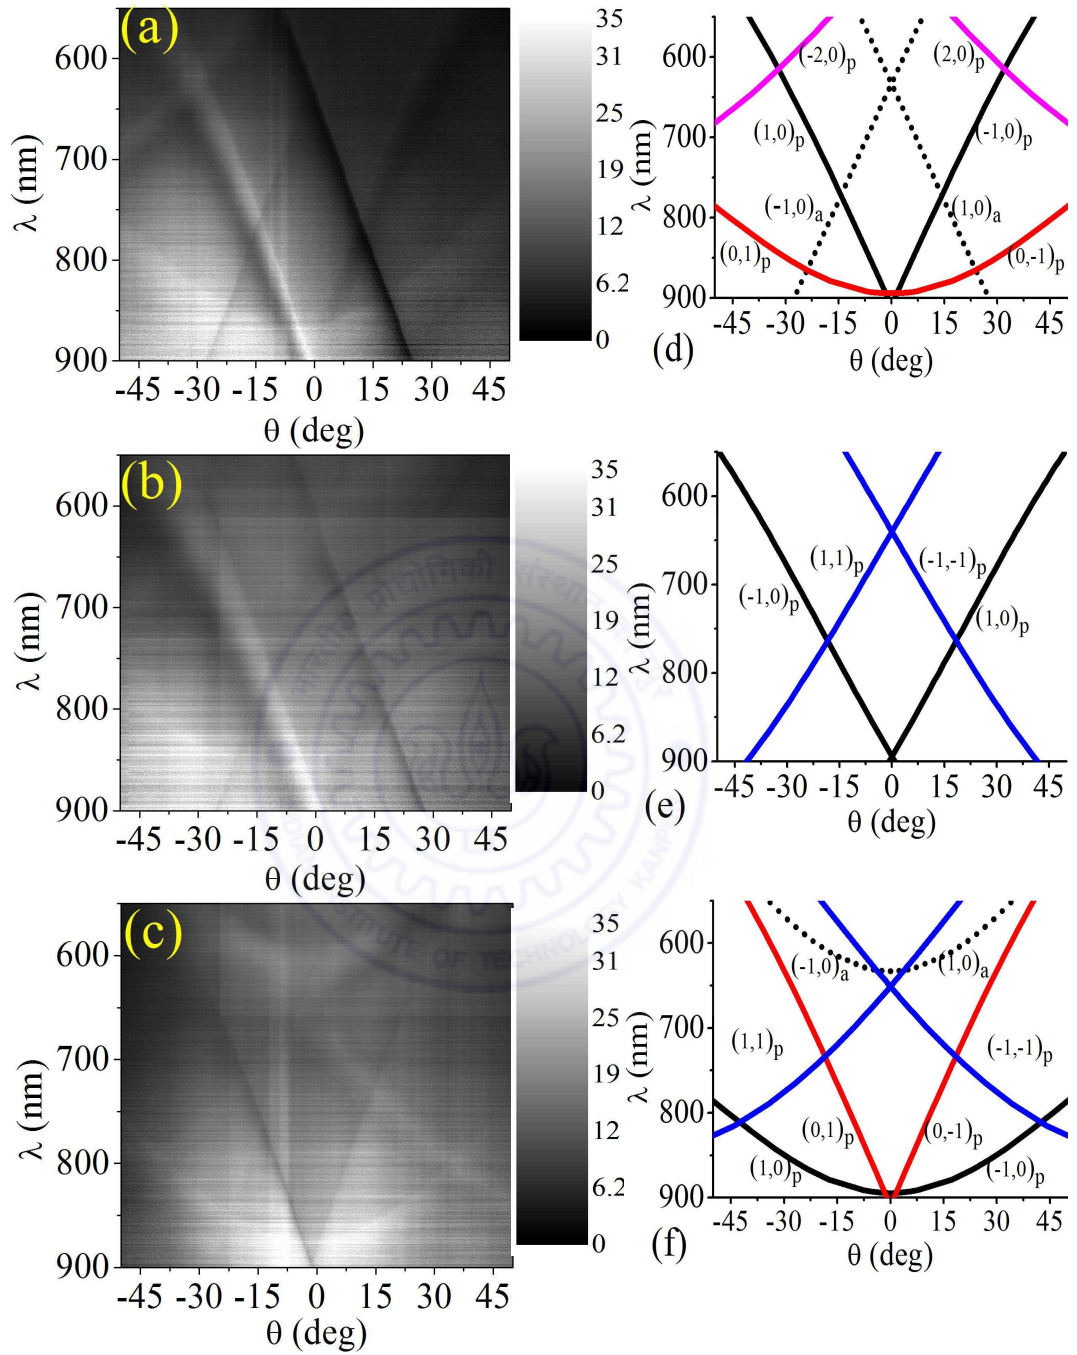 (a)
600
700
800
900
λ (nm)
-45 -30 -15 0 15 30 45
θ (deg)
35
31
25
19
12
6.2
0
(d)
600
700
800
900
λ (nm)
(-2,0)p
(2,0)p
(1,0)p
(-1,0)p
(-1,0)a
(1,0)a
(0,1)p
(0,-1)p
-45 -30 -15 0 15 30 45
θ (deg)
(b)
600
700
800
900
λ (nm)
-45 -30 -15 0 15 30 45
θ (deg)
35
31
25
19
12
6.2
0
(e)
600
700
800
900
λ (nm)
(1,1)p
(-1,-1)p
(-1,0)p
(1,0)p
-45 -30 -15 0 15 30 45
θ (deg)
(c)
600
700
800
900
λ (nm)
-45 -30 -15 0 15 30 45
θ (deg)
35
31
25
19
12
6.2
0
(f)
600
700
800
900
λ (nm)
(-1,0)a
(1,0)a
(1,1)p
(-1,-1)p
(0,1)p
(0,-1)p
(1,0)p
(-1,0)p
-45 -30 -15 0 15 30 45
θ (deg)
INSTITUTE OF TECHNOLOGY KANPUR